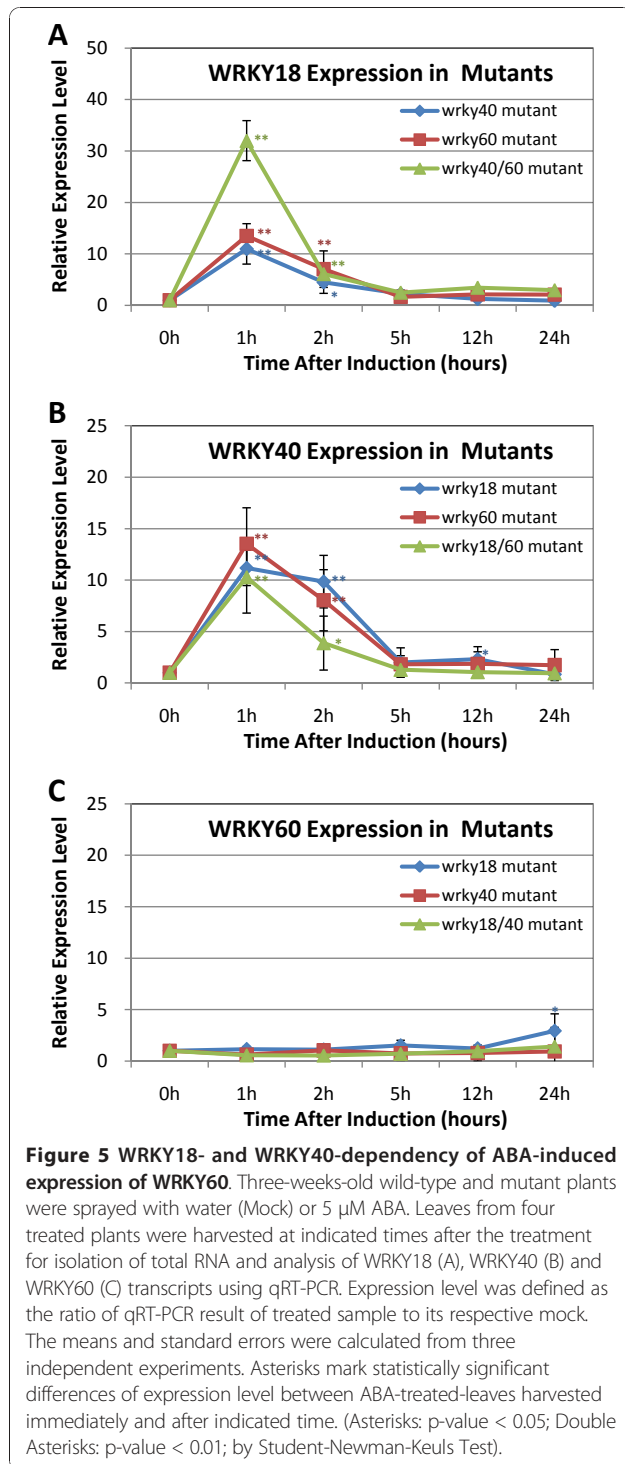 A
WRKY18 Expression in Mutants
Relative Expression Level
50
40
30
20
10
0
wrky40 mutant
wrky60 mutant
wrky40/60 mutant
**
**
**
**
**
*
0h 1h 2h 5h 12h 24h
Time After Induction (hours)
B
WRKY40 Expression in Mutants
Relative Expression Level
25
20
15
10
5
0
wrky18 mutant
wrky60 mutant
wrky18/60 mutant
**
**
**
**
**
*
*
0h 1h 2h 5h 12h 24h
Time After Induction (hours)
C
WRKY60 Expression in Mutants
Relative Expression Level
25
20
15
10
5
0
wrky18 mutant
wrky40 mutant
wrky18/40 mutant
*
0h 1h 2h 5h 12h 24h
Time After Induction (hours)
Figure 5 WRKY18- and WRKY40-dependency of ABA-induced
expression of WRKY60. Three-weeks-old wild-type and mutant plants
were sprayed with water (Mock) or 5 μM ABA. Leaves from four
treated plants were harvested at indicated times after the treatment
for isolation of total RNA and analysis of WRKY18 (A), WRKY40 (B) and
WRKY60 (C) transcripts using qRT-PCR. Expression level was defined as
the ratio of qRT-PCR result of treated sample to its respective mock.
The means and standard errors were calculated from three
independent experiments. Asterisks mark statistically significant
differences of expression level between ABA-treated-leaves harvested
immediately and after indicated time. (Asterisks: p-value < 0.05; Double
Asterisks: p-value < 0.01; by Student-Newman-Keuls Test).